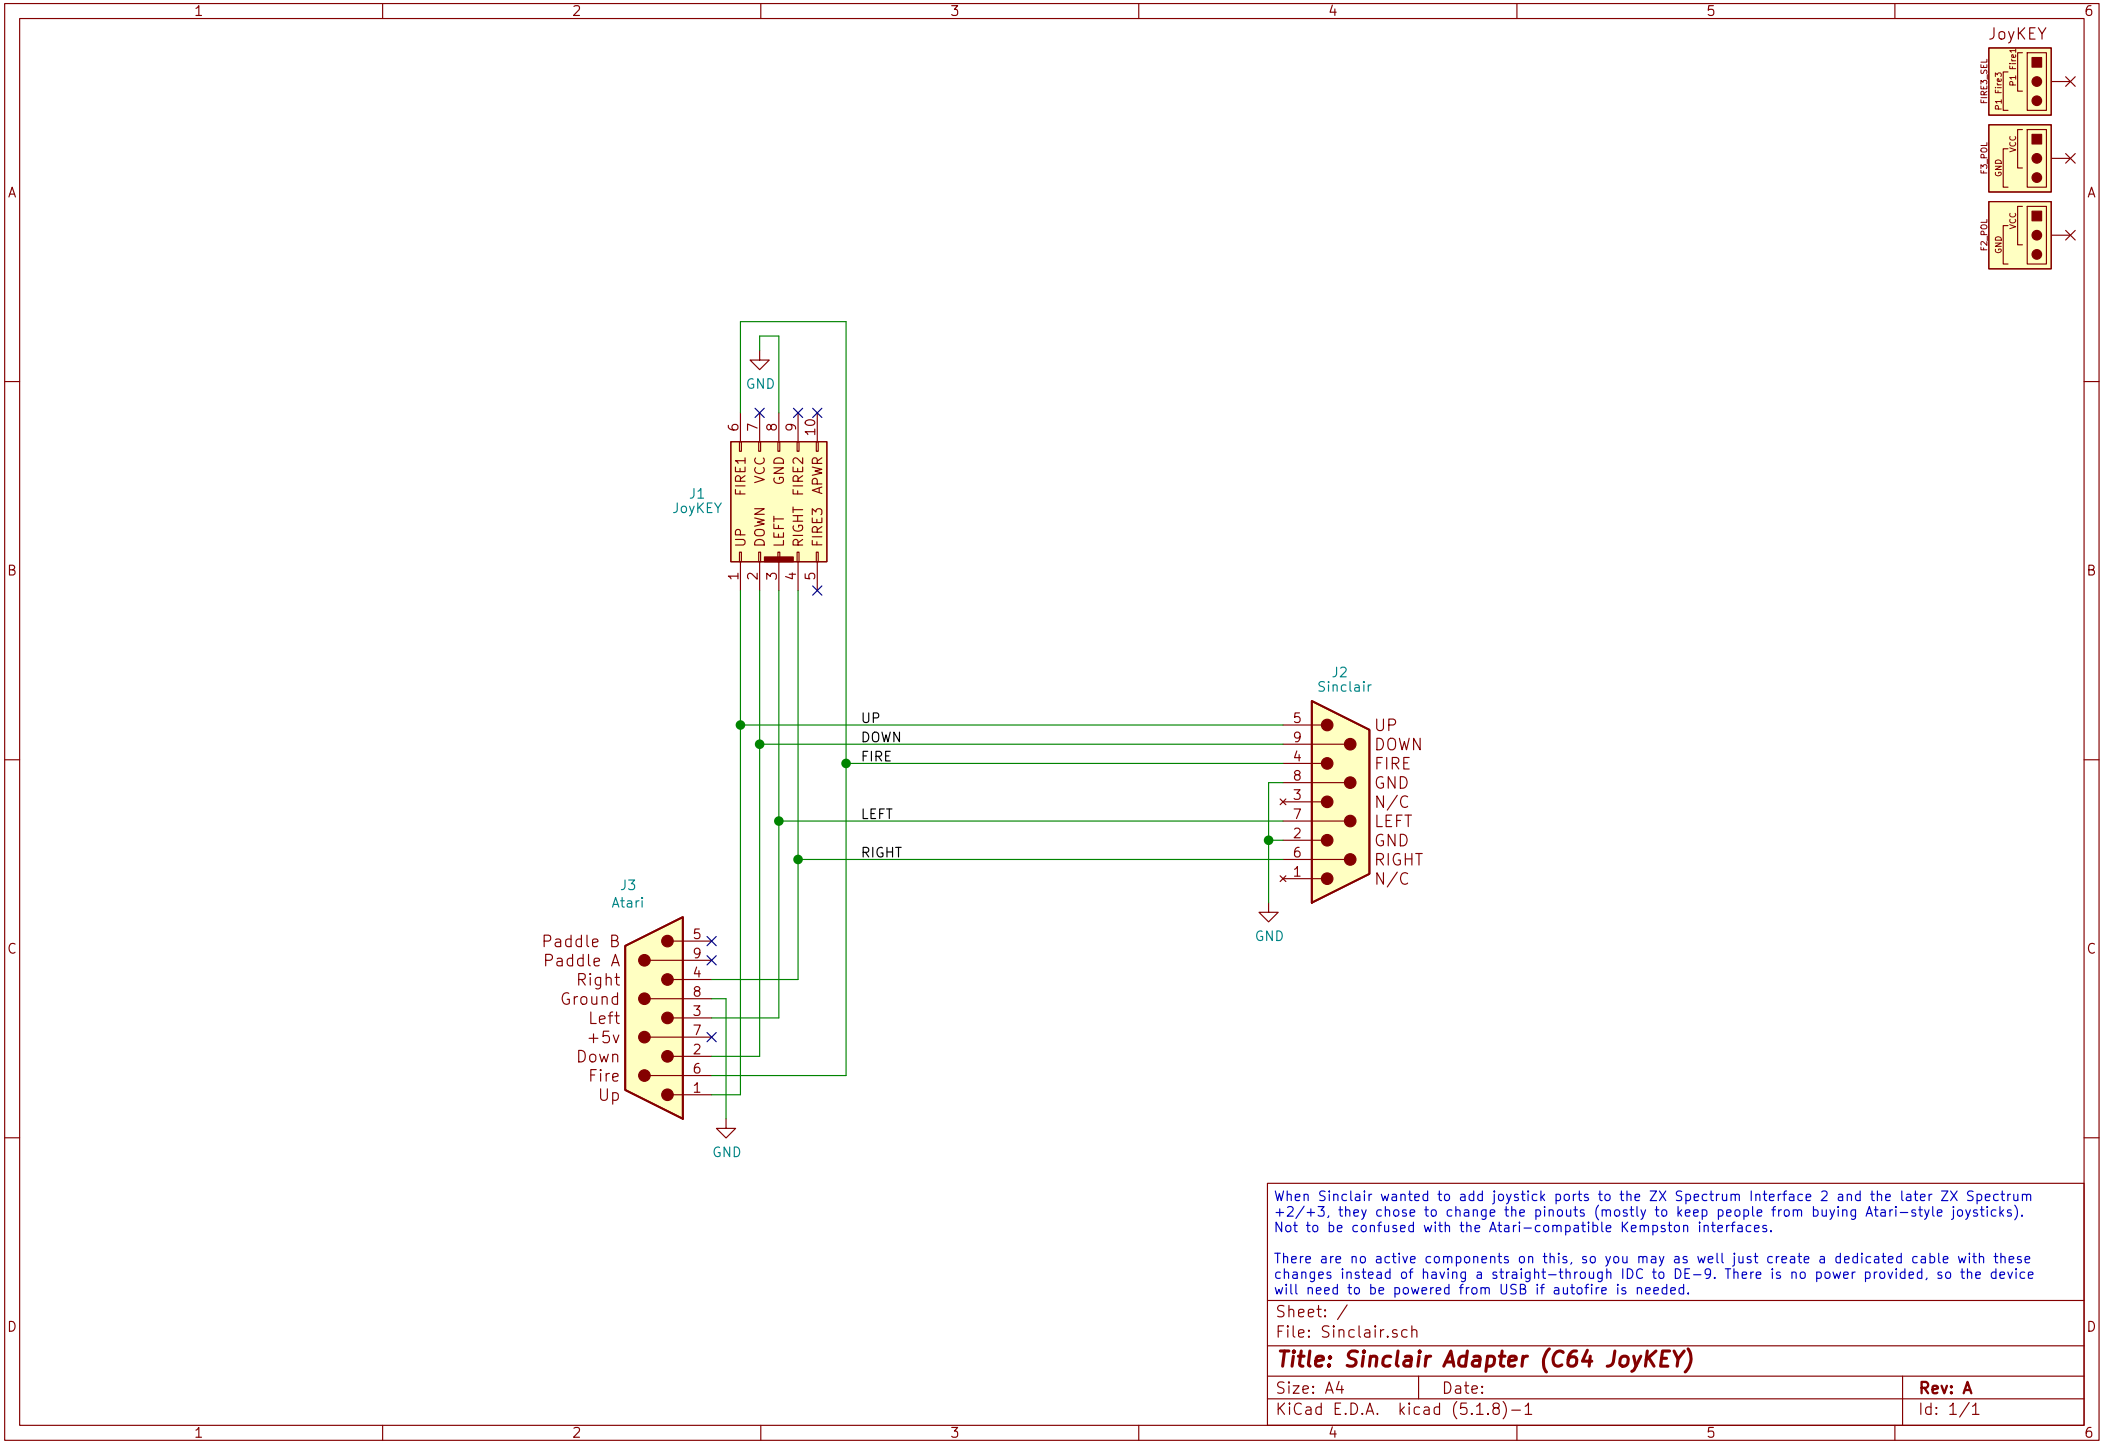 1 2 3 4 5 6
JoyKEY
FIRE3_SEL
P1 Fire3
P1 Fire1
F3_POL
GND
VCC
F2_POL
GND
VCC
A A
GND
6 7 8 9 10
FIRE1 VCC GND FIRE2 APWR
J1
JoyKEY
UP DOWN LEFT RIGHT FIRE3
1 2 3 4 5
B B
J2
Sinclair
UP 5 UP
DOWN 9 DOWN
FIRE 4 FIRE
8 GND
3 N/C
LEFT 7 LEFT
2 GND
RIGHT 6 RIGHT
1 N/C
GND
J3
Atari
C C
Paddle B 5
Paddle A 9
Right 4
Ground 8
Left 3
+5v 7
Down 2
Fire 6
Up 1
GND
When Sinclair wanted to add joystick ports to the ZX Spectrum Interface 2 and the later ZX Spectrum
+2/+3, they chose to change the pinouts (mostly to keep people from buying Atari-style joysticks).
Not to be confused with the Atari-compatible Kempston interfaces.
There are no active components on this, so you may as well just create a dedicated cable with these
changes instead of having a straight-through IDC to DE-9. There is no power provided, so the device
will need to be powered from USB if autofire is needed.
D D
Sheet: /
File: Sinclair.sch
Title: Sinclair Adapter (C64 JoyKEY)
Size: A4 Date: Rev: A
KiCad E.D.A. kicad (5.1.8)-1 Id: 1/1
1 2 3 4 5 6